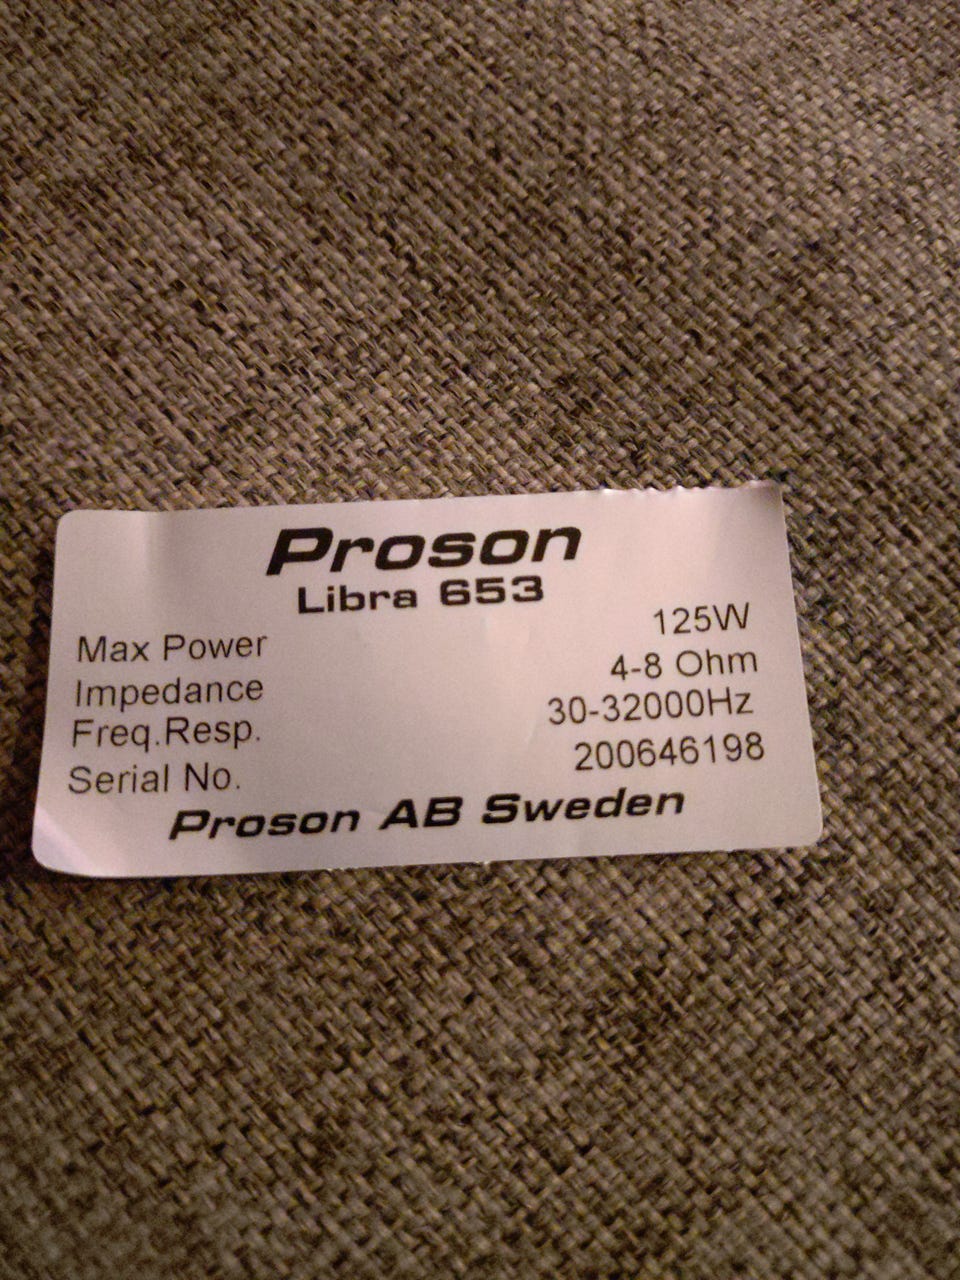 Proson
Libra 653
Max Power 125W
Impedance 4-8 Ohm
Freq.Resp. 30-32000Hz
Serial No. 200646198
Proson AB Sweden